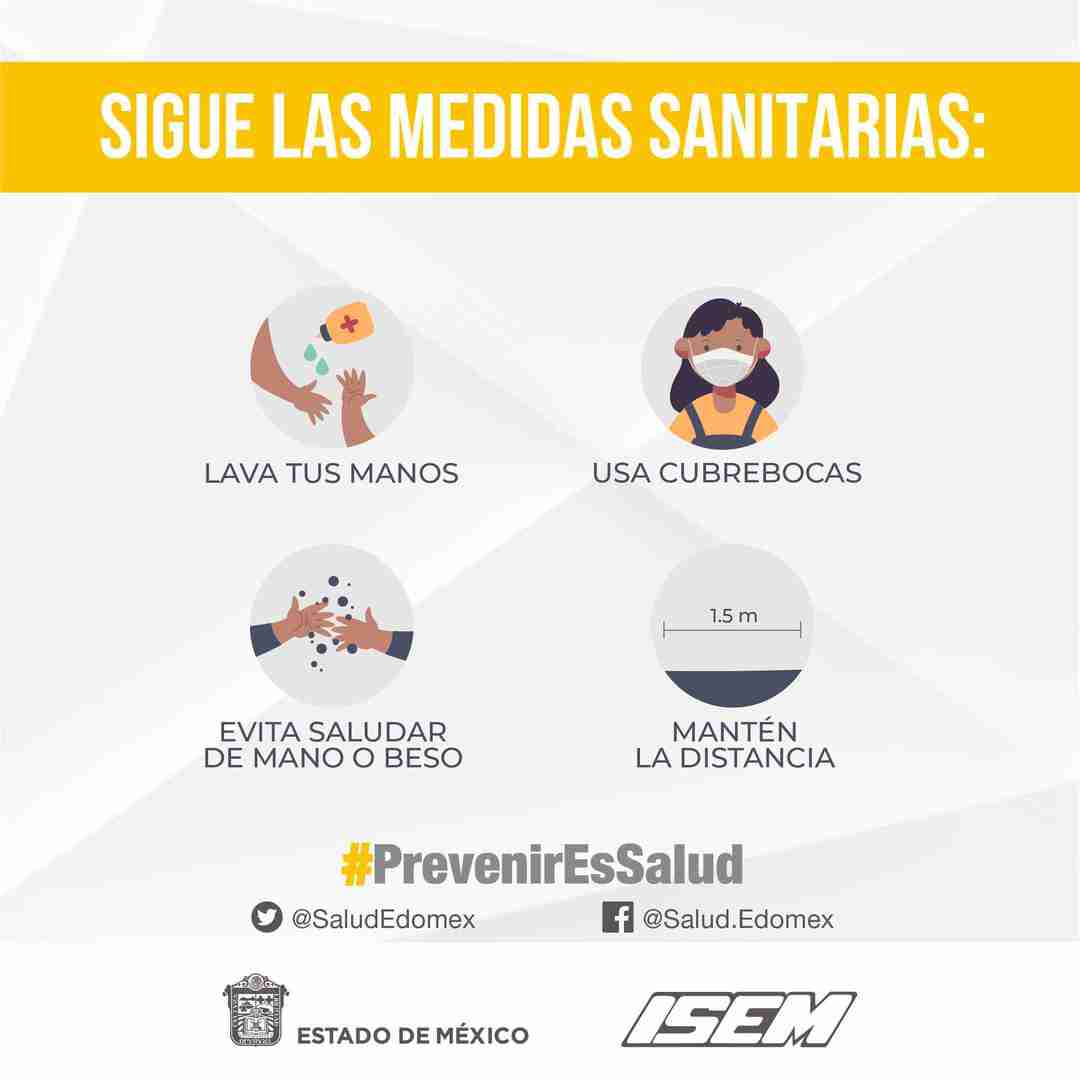 SIGUE LAS MEDIDAS SANITARIAS:
LAVA TUS MANOS
USA CUBREBOCAS
EVITA SALUDAR
DE MANO O BESO
1.5 m
MANTÉN
LA DISTANCIA
#PrevenirEsSalud
@SaludEdomex
@Salud.Edomex
ESTADO DE MÉXICO
ISEM